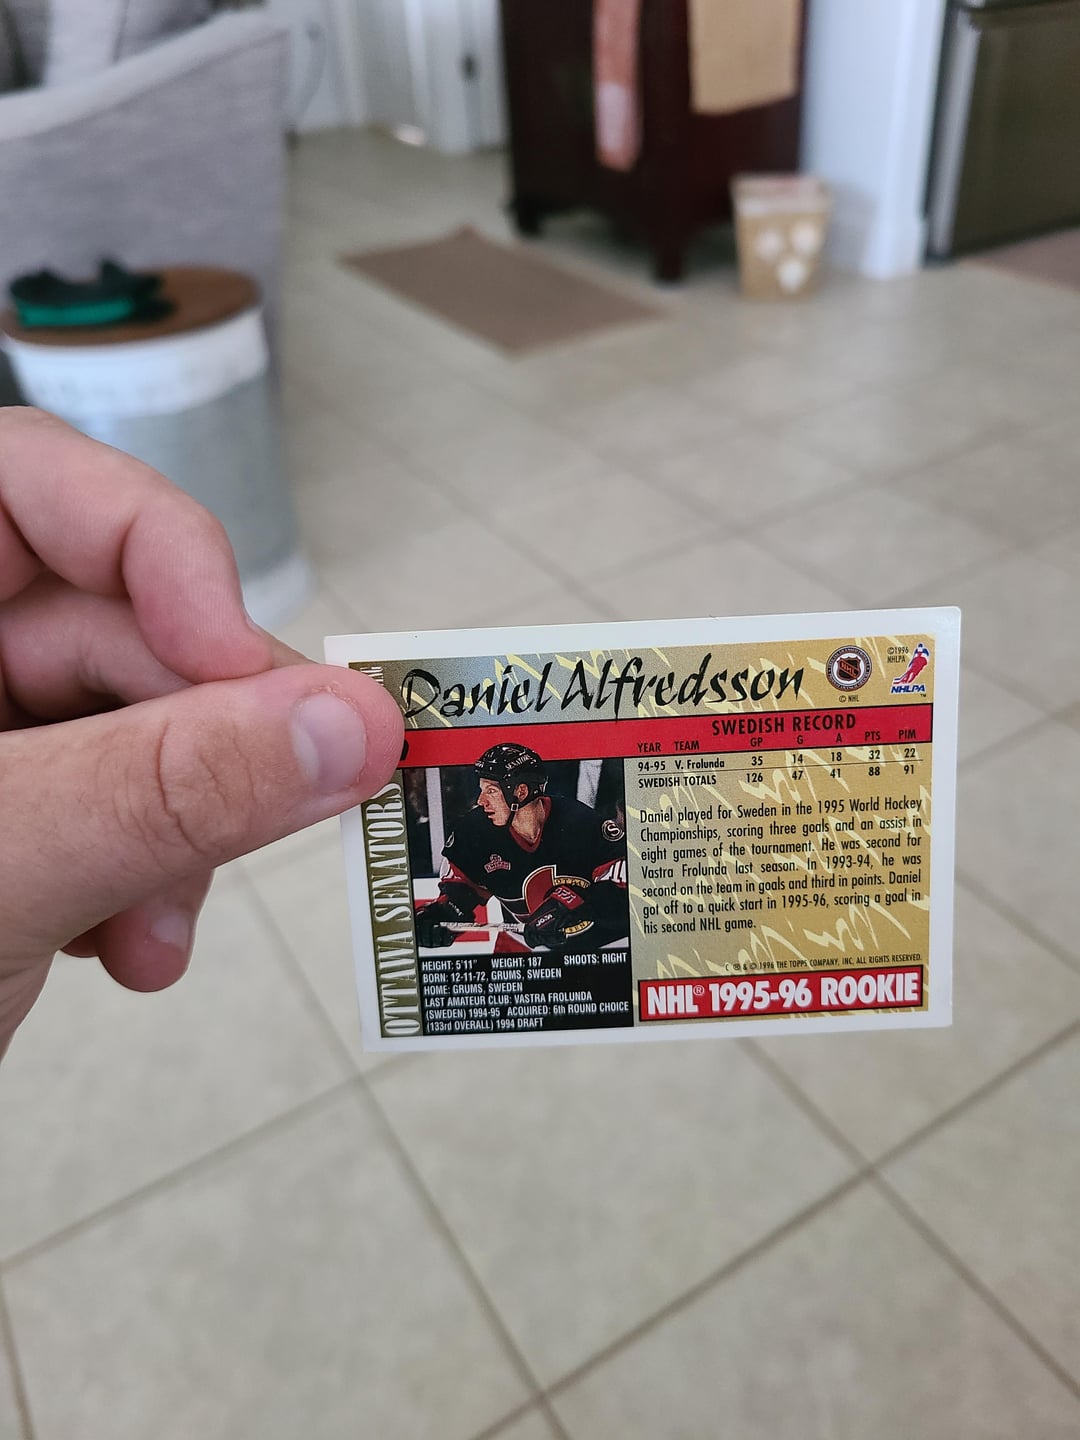 Daniel Alfredsson
NHL
© NHL
©1996
NHLPA
NHLPA™
OTTAWA SENATORS
SWEDISH RECORD
YEAR TEAM GP G A PTS PIM
94-95 V. Frolunda 35 14 18 32 22
SWEDISH TOTALS 126 47 41 88 91
Daniel played for Sweden in the 1995 World Hockey
Championships, scoring three goals and an assist in
eight games of the tournament. He was second for
Vastra Frolunda last season. In 1993-94, he was
second on the team in goals and third in points. Daniel
got off to a quick start in 1995-96, scoring a goal in
his second NHL game.
© 1996 THE TOPPS COMPANY, INC. ALL RIGHTS RESERVED.
NHL® 1995-96 ROOKIE
HEIGHT: 5'11" WEIGHT: 187 SHOOTS: RIGHT
BORN: 12-11-72, GRUMS, SWEDEN
HOME: GRUMS, SWEDEN
LAST AMATEUR CLUB: VASTRA FROLUNDA
(SWEDEN) 1994-95 ACQUIRED: 6th ROUND CHOICE
(133rd OVERALL) 1994 DRAFT